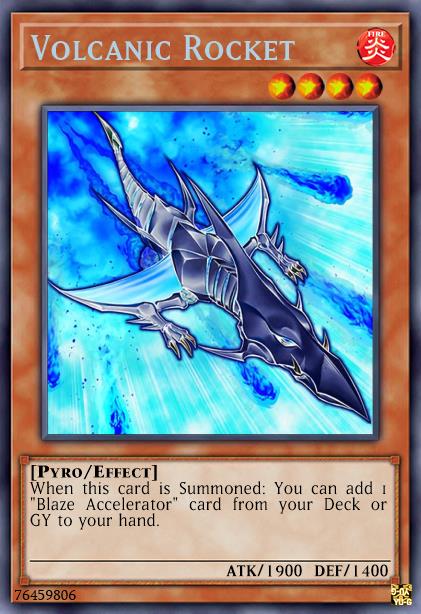 Volcanic Rocket
FIRE
炎
[Pyro/Effect]
When this card is Summoned: You can add 1
"Blaze Accelerator" card from your Deck or
GY to your hand.
ATK/1900 DEF/1400
76459806